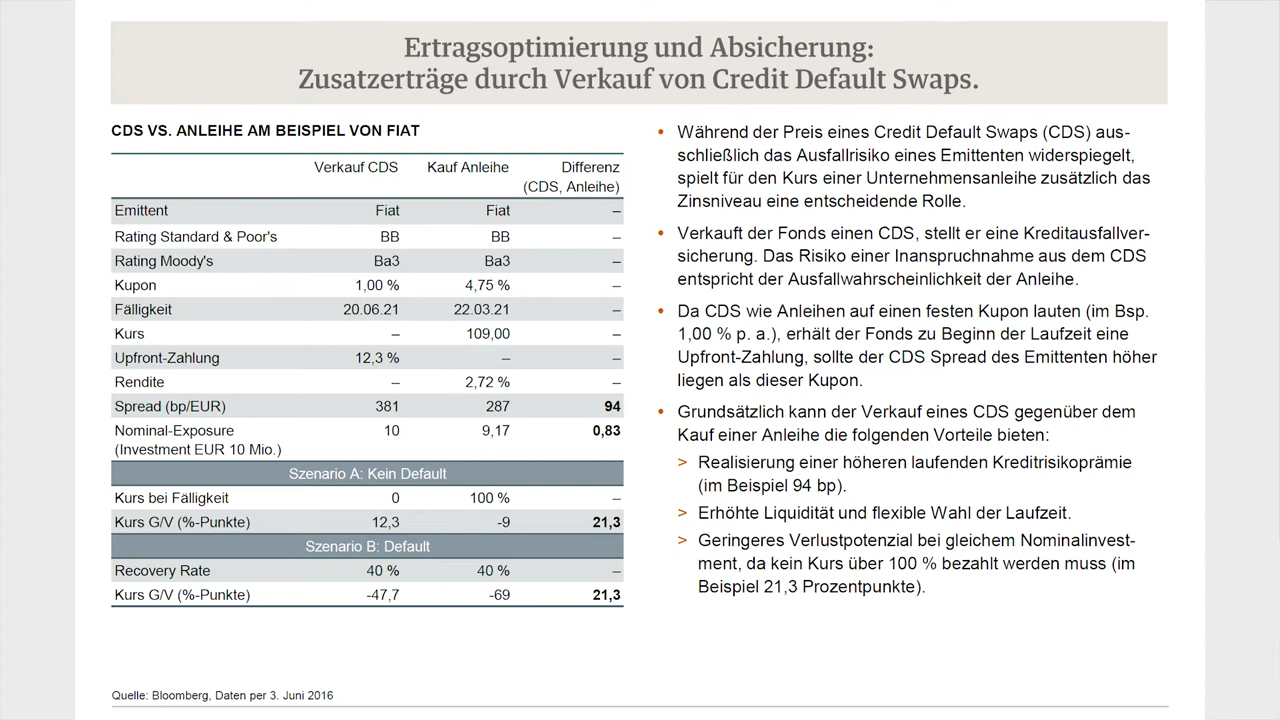 Ertragsoptimierung und Absicherung:
Zusatzerträge durch Verkauf von Credit Default Swaps.
CDS VS. ANLEIHE AM BEISPIEL VON FIAT
Verkauf CDS Kauf Anleihe Differenz
(CDS, Anleihe)
Emittent Fiat Fiat –
Rating Standard & Poor's BB BB –
Rating Moody's Ba3 Ba3 –
Kupon 1,00 % 4,75 % –
Fälligkeit 20.06.21 22.03.21 –
Kurs – 109,00 –
Upfront-Zahlung 12,3 % – –
Rendite – 2,72 % –
Spread (bp/EUR) 381 287 94
Nominal-Exposure 10 9,17 0,83
(Investment EUR 10 Mio.)
Szenario A: Kein Default
Kurs bei Fälligkeit 0 100 % –
Kurs G/V (%-Punkte) 12,3 -9 21,3
Szenario B: Default
Recovery Rate 40 % 40 % –
Kurs G/V (%-Punkte) -47,7 -69 21,3
• Während der Preis eines Credit Default Swaps (CDS) aus-
schließlich das Ausfallrisiko eines Emittenten widerspiegelt,
spielt für den Kurs einer Unternehmensanleihe zusätzlich das
Zinsniveau eine entscheidende Rolle.
• Verkauft der Fonds einen CDS, stellt er eine Kreditausfallver-
sicherung. Das Risiko einer Inanspruchnahme aus dem CDS
entspricht der Ausfallwahrscheinlichkeit der Anleihe.
• Da CDS wie Anleihen auf einen festen Kupon lauten (im Bsp.
1,00 % p. a.), erhält der Fonds zu Beginn der Laufzeit eine
Upfront-Zahlung, sollte der CDS Spread des Emittenten höher
liegen als dieser Kupon.
• Grundsätzlich kann der Verkauf eines CDS gegenüber dem
Kauf einer Anleihe die folgenden Vorteile bieten:
> Realisierung einer höheren laufenden Kreditrisikoprämie
(im Beispiel 94 bp).
> Erhöhte Liquidität und flexible Wahl der Laufzeit.
> Geringeres Verlustpotenzial bei gleichem Nominalinvest-
ment, da kein Kurs über 100 % bezahlt werden muss (im
Beispiel 21,3 Prozentpunkte).
Quelle: Bloomberg, Daten per 3. Juni 2016